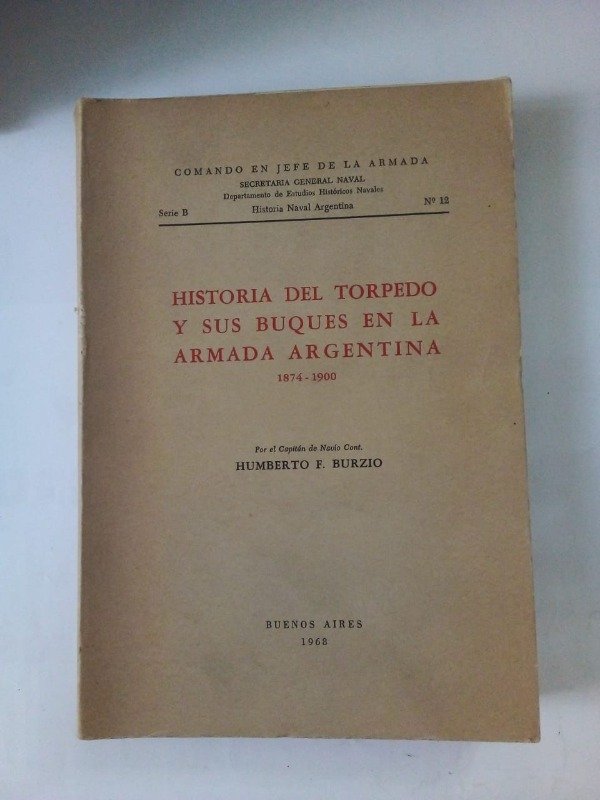 COMANDO EN JEFE DE LA ARMADA
SECRETARIA GENERAL NAVAL
Departamento de Estudios Históricos Navales
Serie B Historia Naval Argentina Nº 12
HISTORIA DEL TORPEDO
Y SUS BUQUES EN LA
ARMADA ARGENTINA
1874 - 1900
Por el Capitán de Navío Cont.
HUMBERTO F. BURZIO
BUENOS AIRES
1968